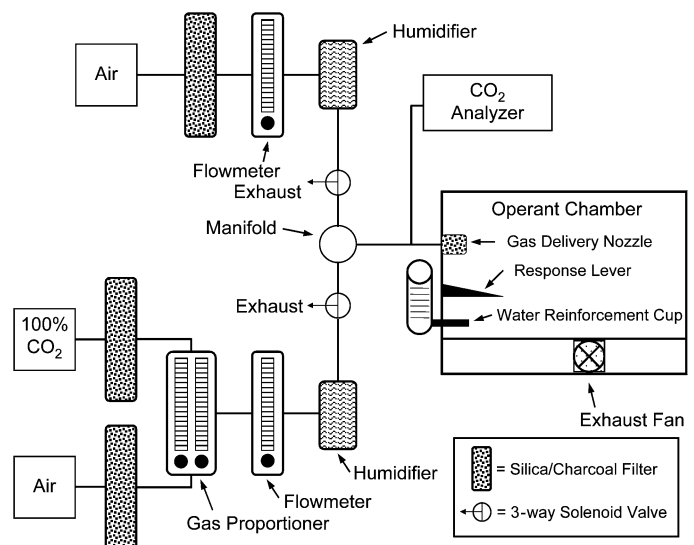 Humidifier
Air
CO2
Analyzer
Flowmeter
Exhaust
Operant Chamber
Manifold
Gas Delivery Nozzle
Response Lever
Exhaust
Water Reinforcement Cup
100%
CO2
Exhaust Fan
Humidifier
= Silica/Charcoal Filter
Air
Flowmeter
= 3-way Solenoid Valve
Gas Proportioner